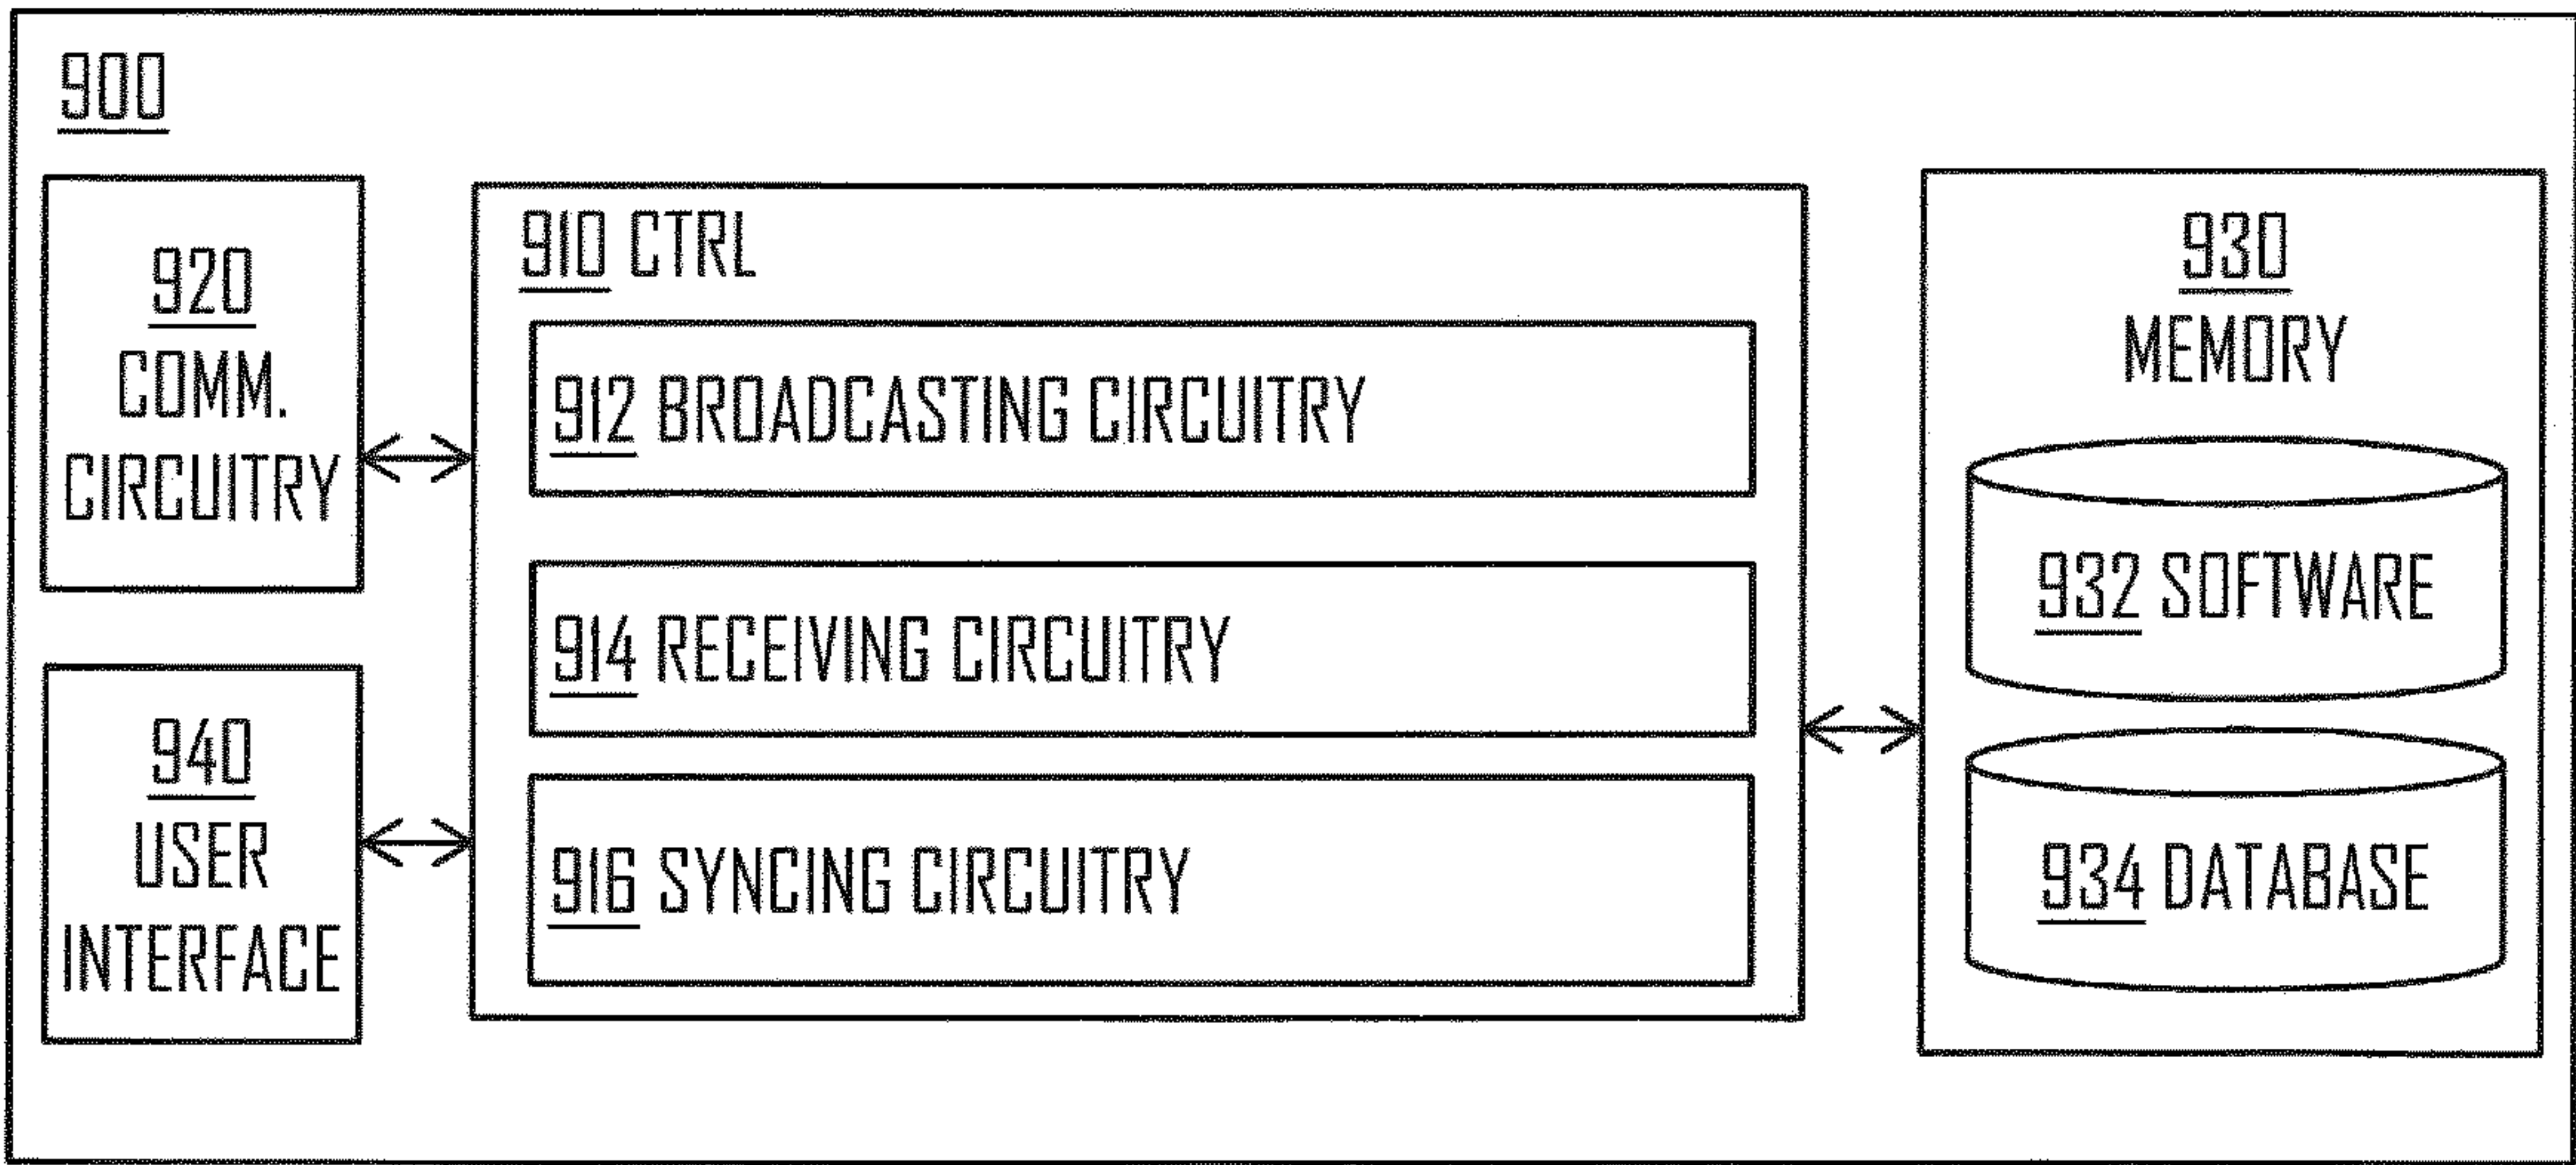 900
920
COMM.
CIRCUITRY
940
USER
INTERFACE
910 CTRL
912 BROADCASTING CIRCUITRY
914 RECEIVING CIRCUITRY
916 SYNCING CIRCUITRY
930
MEMORY
932 SOFTWARE
934 DATABASE